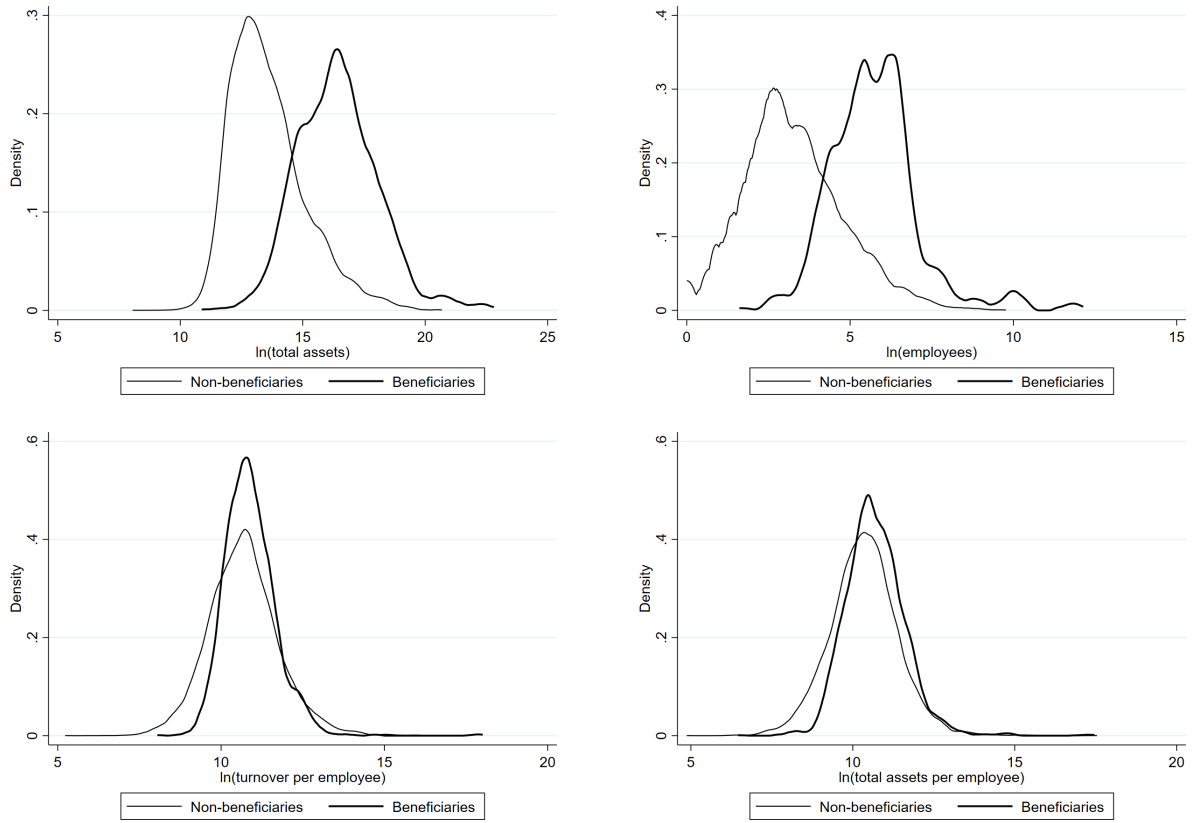 Density
.3
.2
.1
0
5 10 15 20 25
ln(total assets)
Non-beneficiaries Beneficiaries
Density
.4
.3
.2
.1
0
0 5 10 15
ln(employees)
Non-beneficiaries Beneficiaries
Density
.6
.4
.2
0
5 10 15 20
ln(turnover per employee)
Non-beneficiaries Beneficiaries
Density
.6
.4
.2
0
5 10 15 20
ln(total assets per employee)
Non-beneficiaries Beneficiaries